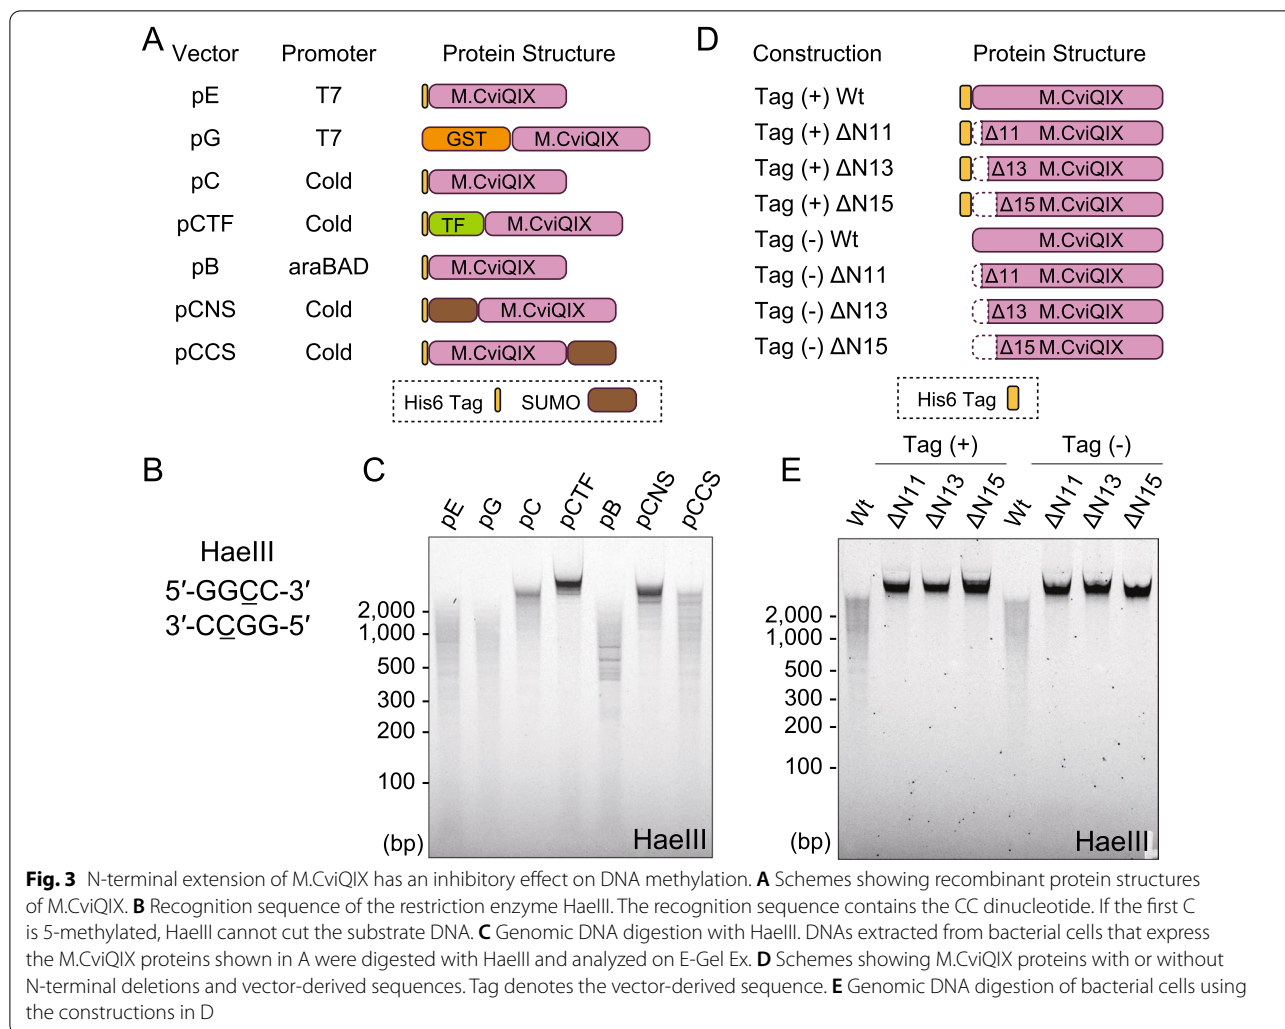 A
Vector Promoter Protein Structure
pE T7 M.CviQIX
pG T7 GST M.CviQIX
pC Cold M.CviQIX
pCTF Cold TF M.CviQIX
pB araBAD M.CviQIX
pCNS Cold M.CviQIX
pCCS Cold M.CviQIX
His6 Tag SUMO
D
Construction Protein Structure
Tag (+) Wt M.CviQIX
Tag (+) ΔN11 Δ11 M.CviQIX
Tag (+) ΔN13 Δ13 M.CviQIX
Tag (+) ΔN15 Δ15 M.CviQIX
Tag (-) Wt M.CviQIX
Tag (-) ΔN11 Δ11 M.CviQIX
Tag (-) ΔN13 Δ13 M.CviQIX
Tag (-) ΔN15 Δ15 M.CviQIX
His6 Tag
B
HaeIII
5′-GGCC-3′
3′-CCGG-5′
C
pE pG pC pCTF pB pCNS pCCS
2,000 -
1,000 -
500 -
300 -
200 -
100 -
(bp)
HaeIII
E
Tag (+) Tag (-)
Wt ΔN11 ΔN13 ΔN15 Wt ΔN11 ΔN13 ΔN15
2,000 -
1,000 -
500 -
300 -
200 -
100 -
(bp)
HaeIII
Fig. 3 N-terminal extension of M.CviQIX has an inhibitory effect on DNA methylation. A Schemes showing recombinant protein structures
of M.CviQIX. B Recognition sequence of the restriction enzyme HaeIII. The recognition sequence contains the CC dinucleotide. If the first C
is 5-methylated, HaeIII cannot cut the substrate DNA. C Genomic DNA digestion with HaeIII. DNAs extracted from bacterial cells that express
the M.CviQIX proteins shown in A were digested with HaeIII and analyzed on E-Gel Ex. D Schemes showing M.CviQIX proteins with or without
N-terminal deletions and vector-derived sequences. Tag denotes the vector-derived sequence. E Genomic DNA digestion of bacterial cells using
the constructions in D